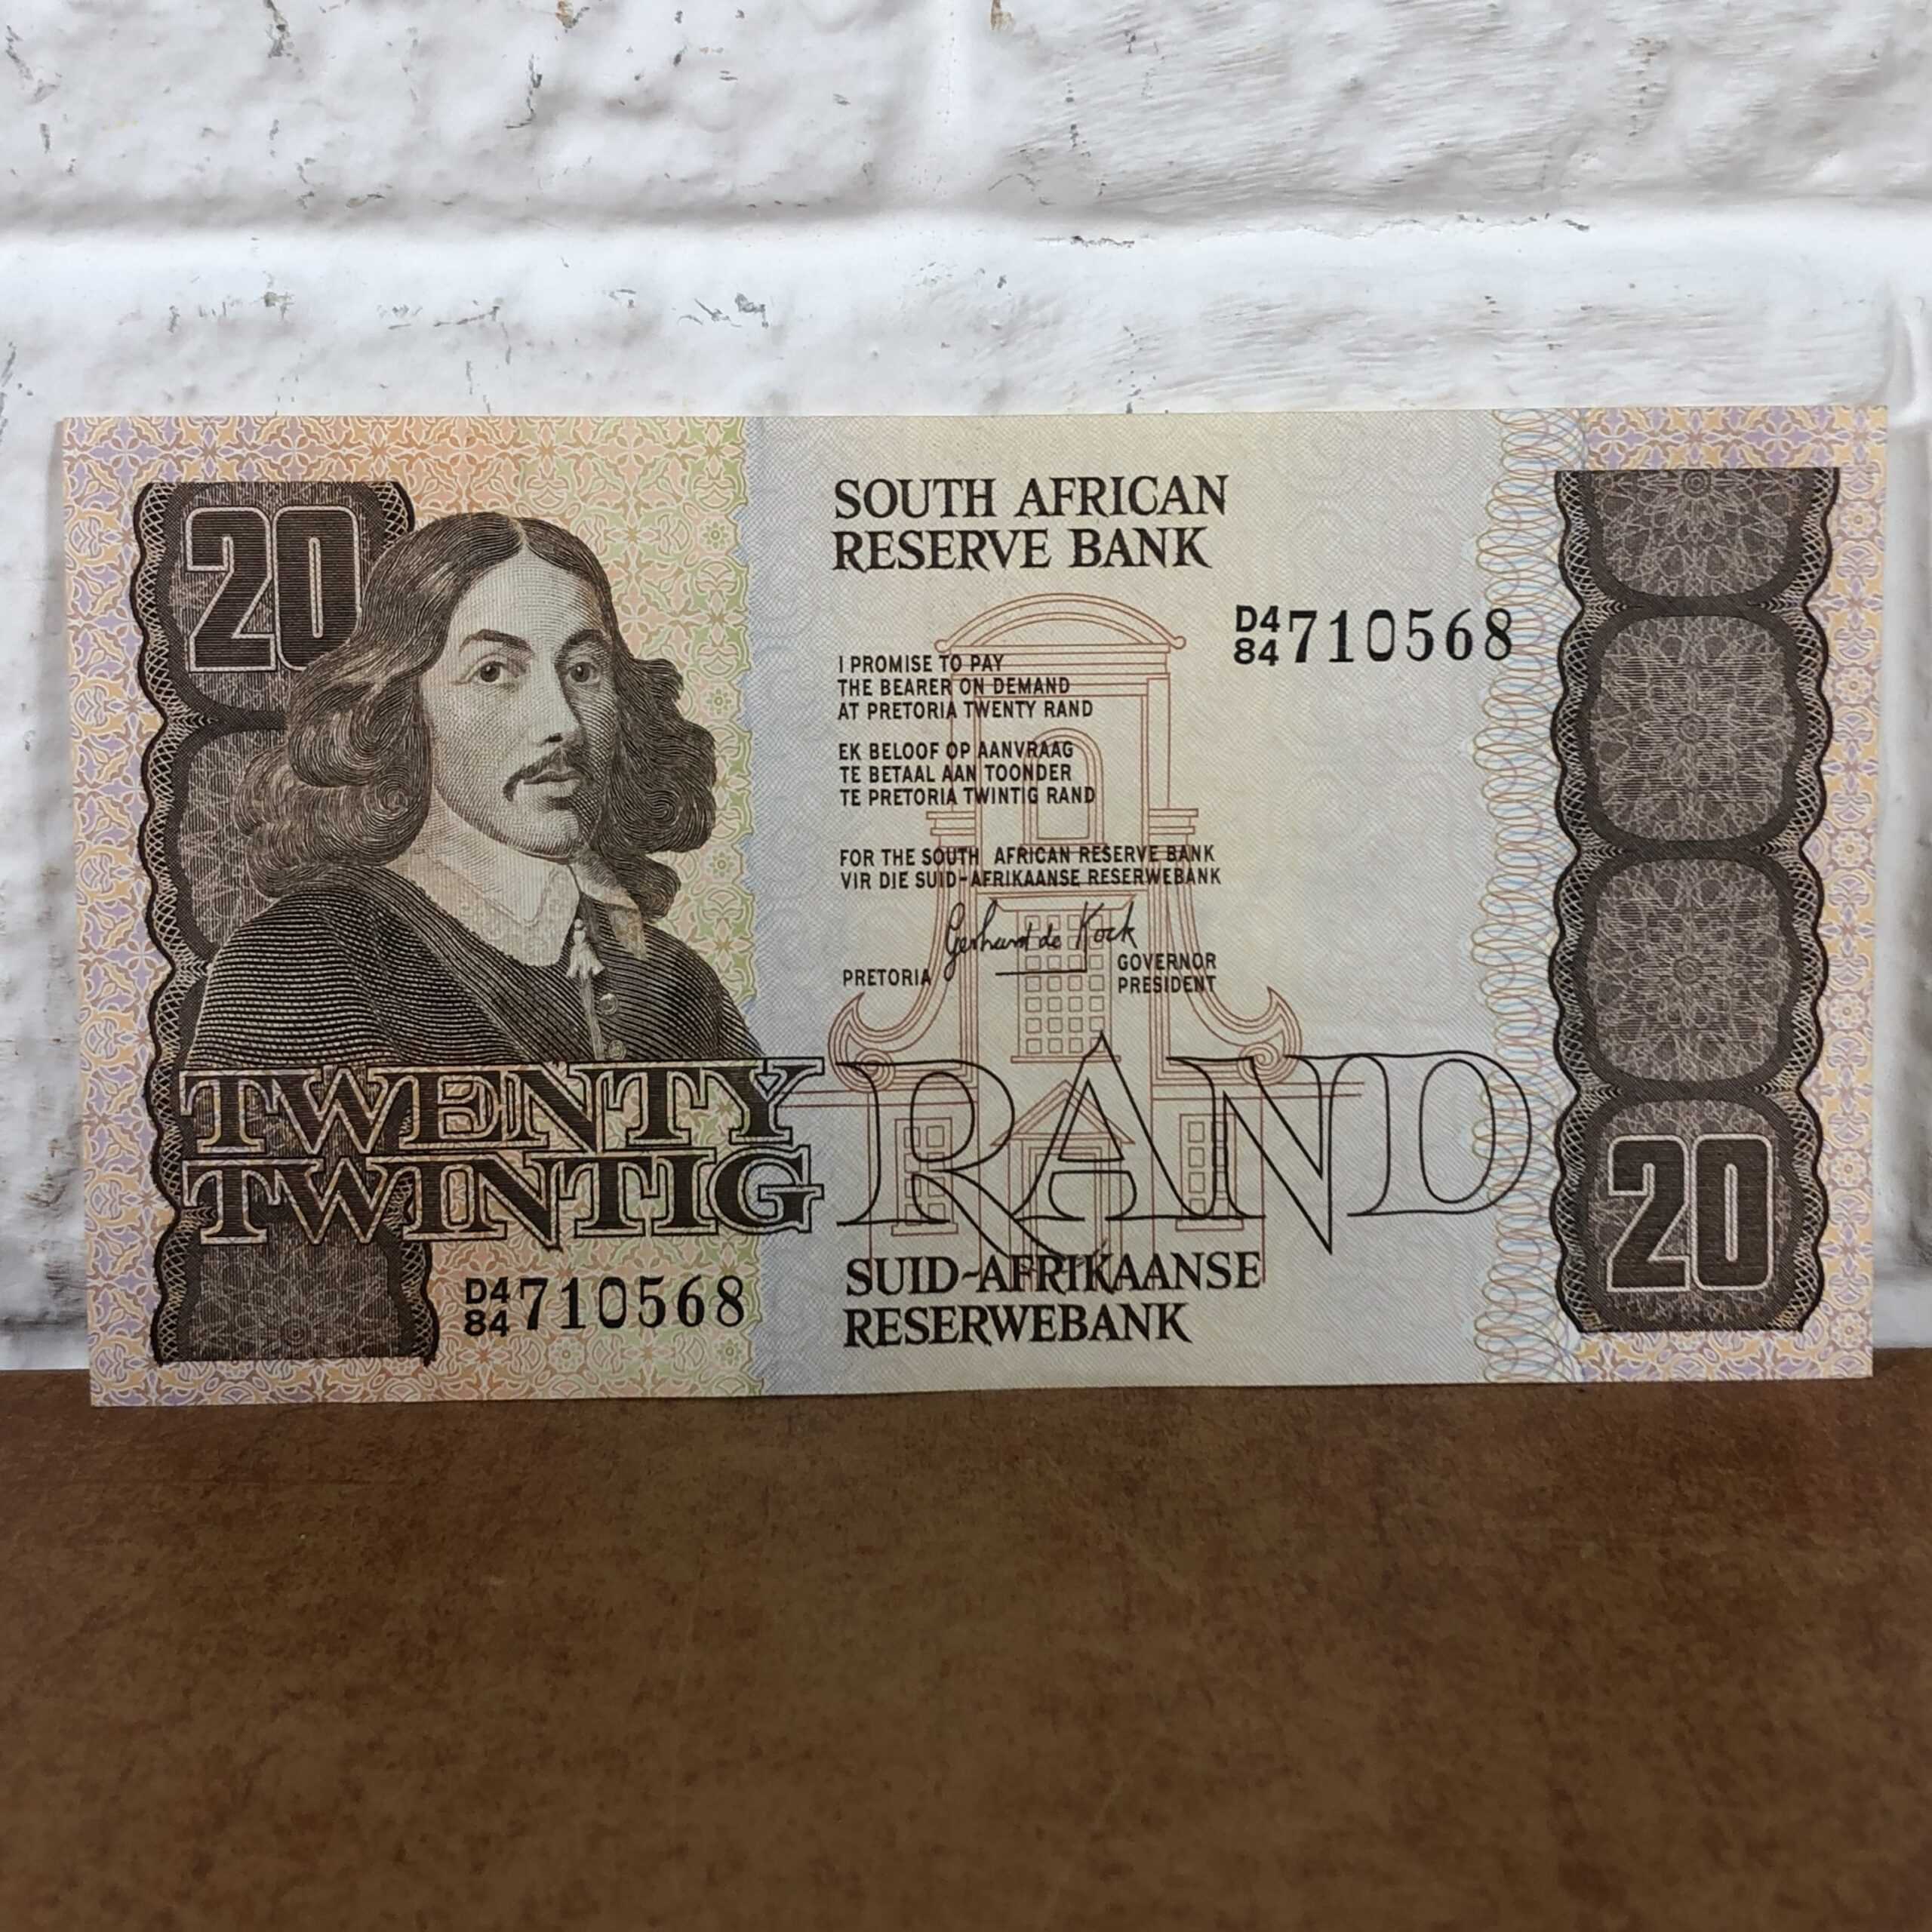 20
SOUTH AFRICAN
RESERVE BANK
D4
84 710568
I PROMISE TO PAY
THE BEARER ON DEMAND
AT PRETORIA TWENTY RAND
EK BELOOF OP AANVRAAG
TE BETAAL AAN TOONDER
TE PRETORIA TWINTIG RAND
FOR THE SOUTH AFRICAN RESERVE BANK
VIR DIE SUID-AFRIKAANSE RESERWEBANK
Gerhard de Kock
PRETORIA
GOVERNOR
PRESIDENT
TWENTY
TWINTIG
RAND
20
D4
84 710568
SUID-AFRIKAANSE
RESERWEBANK